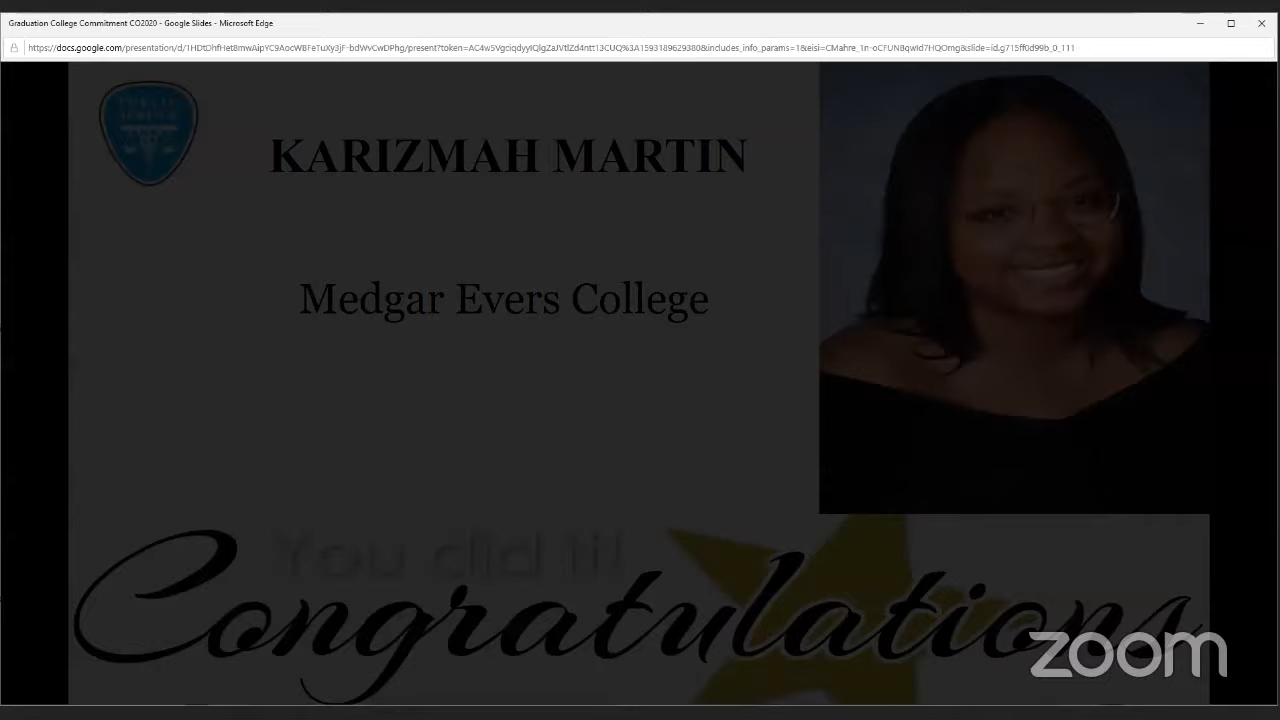 Graduation College Commitment CO2020 - Google Slides - Microsoft Edge
KARIZMAH MARTIN
Medgar Evers College
You did it!
Congratulations
zoom